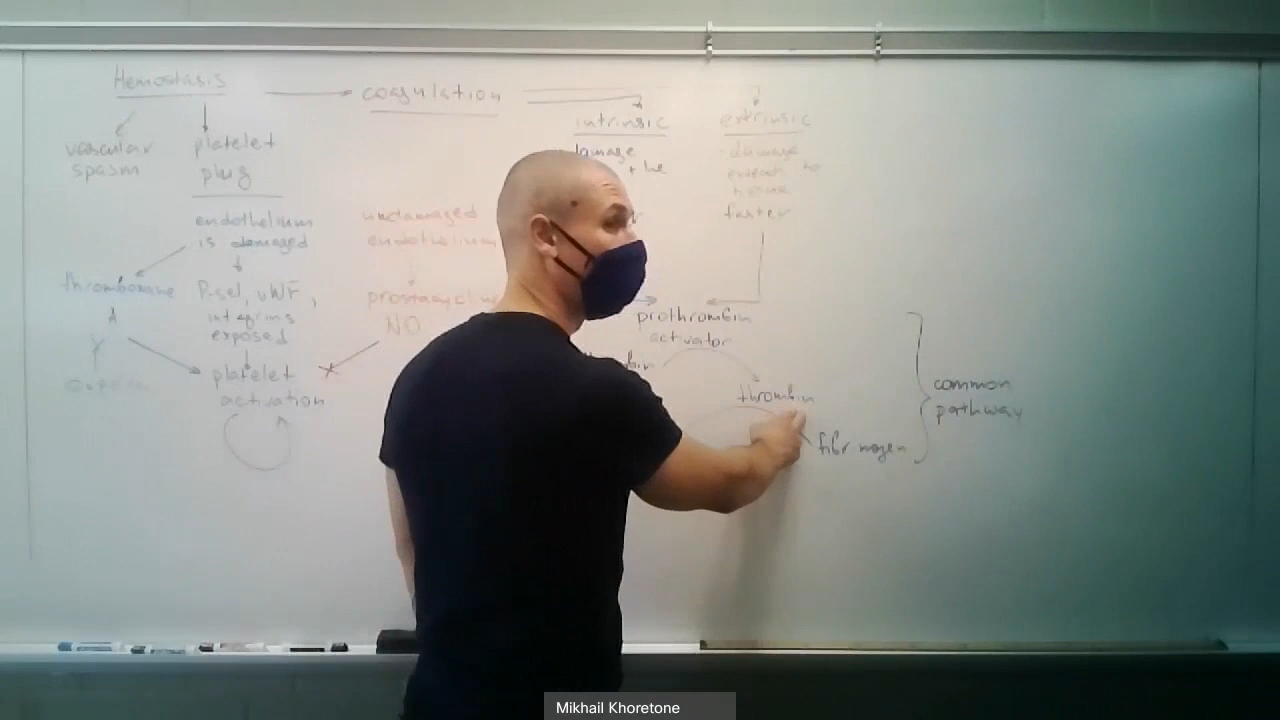 Hemostasis
coagulation
intrinsic
extrinsic
vascular
spasm
platelet
plug
damage
damage
faster
endothelium
is damaged
undamaged
endothelium
thromboxane
P-sel, vWF,
integrins
exposed
prostacyclin
NO
platelet
activation
prothrombin
activator
thrombin
fibrinogen
common
pathway
Mikhail Khoretone